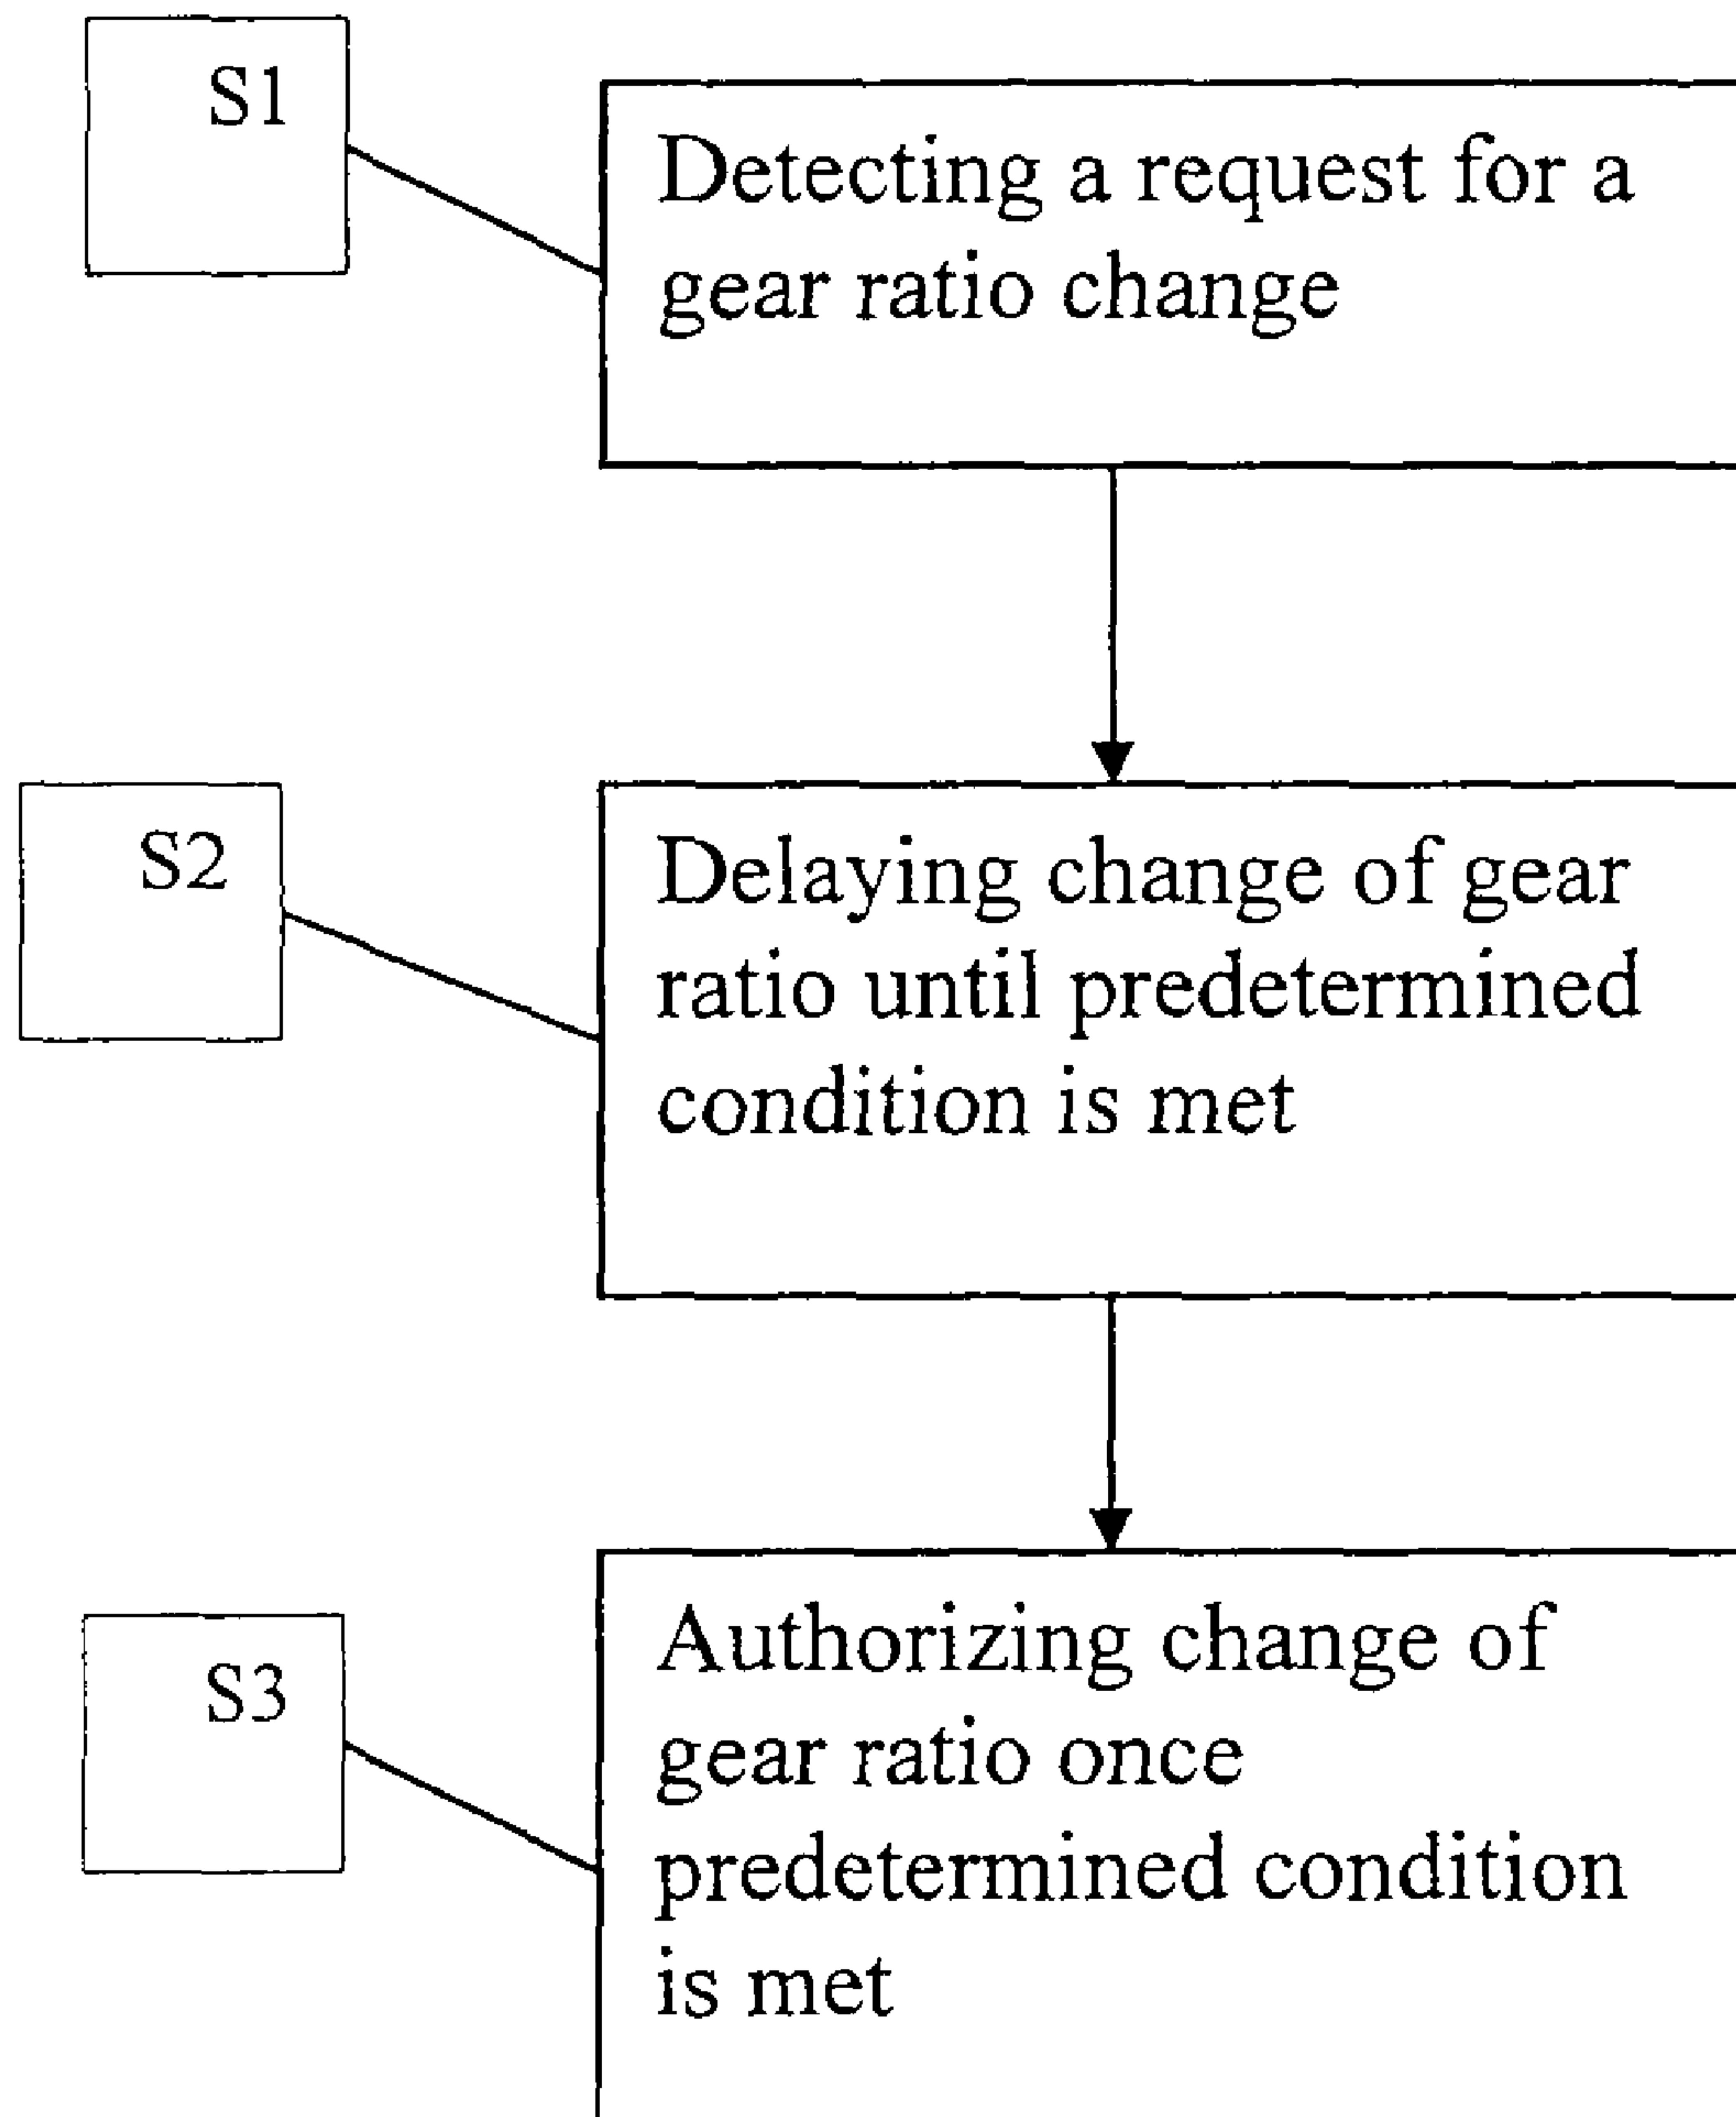 S1
Detecting a request for a
gear ratio change
S2
Delaying change of gear
ratio until predetermined
condition is met
S3
Authorizing change of
gear ratio once
predetermined condition
is met